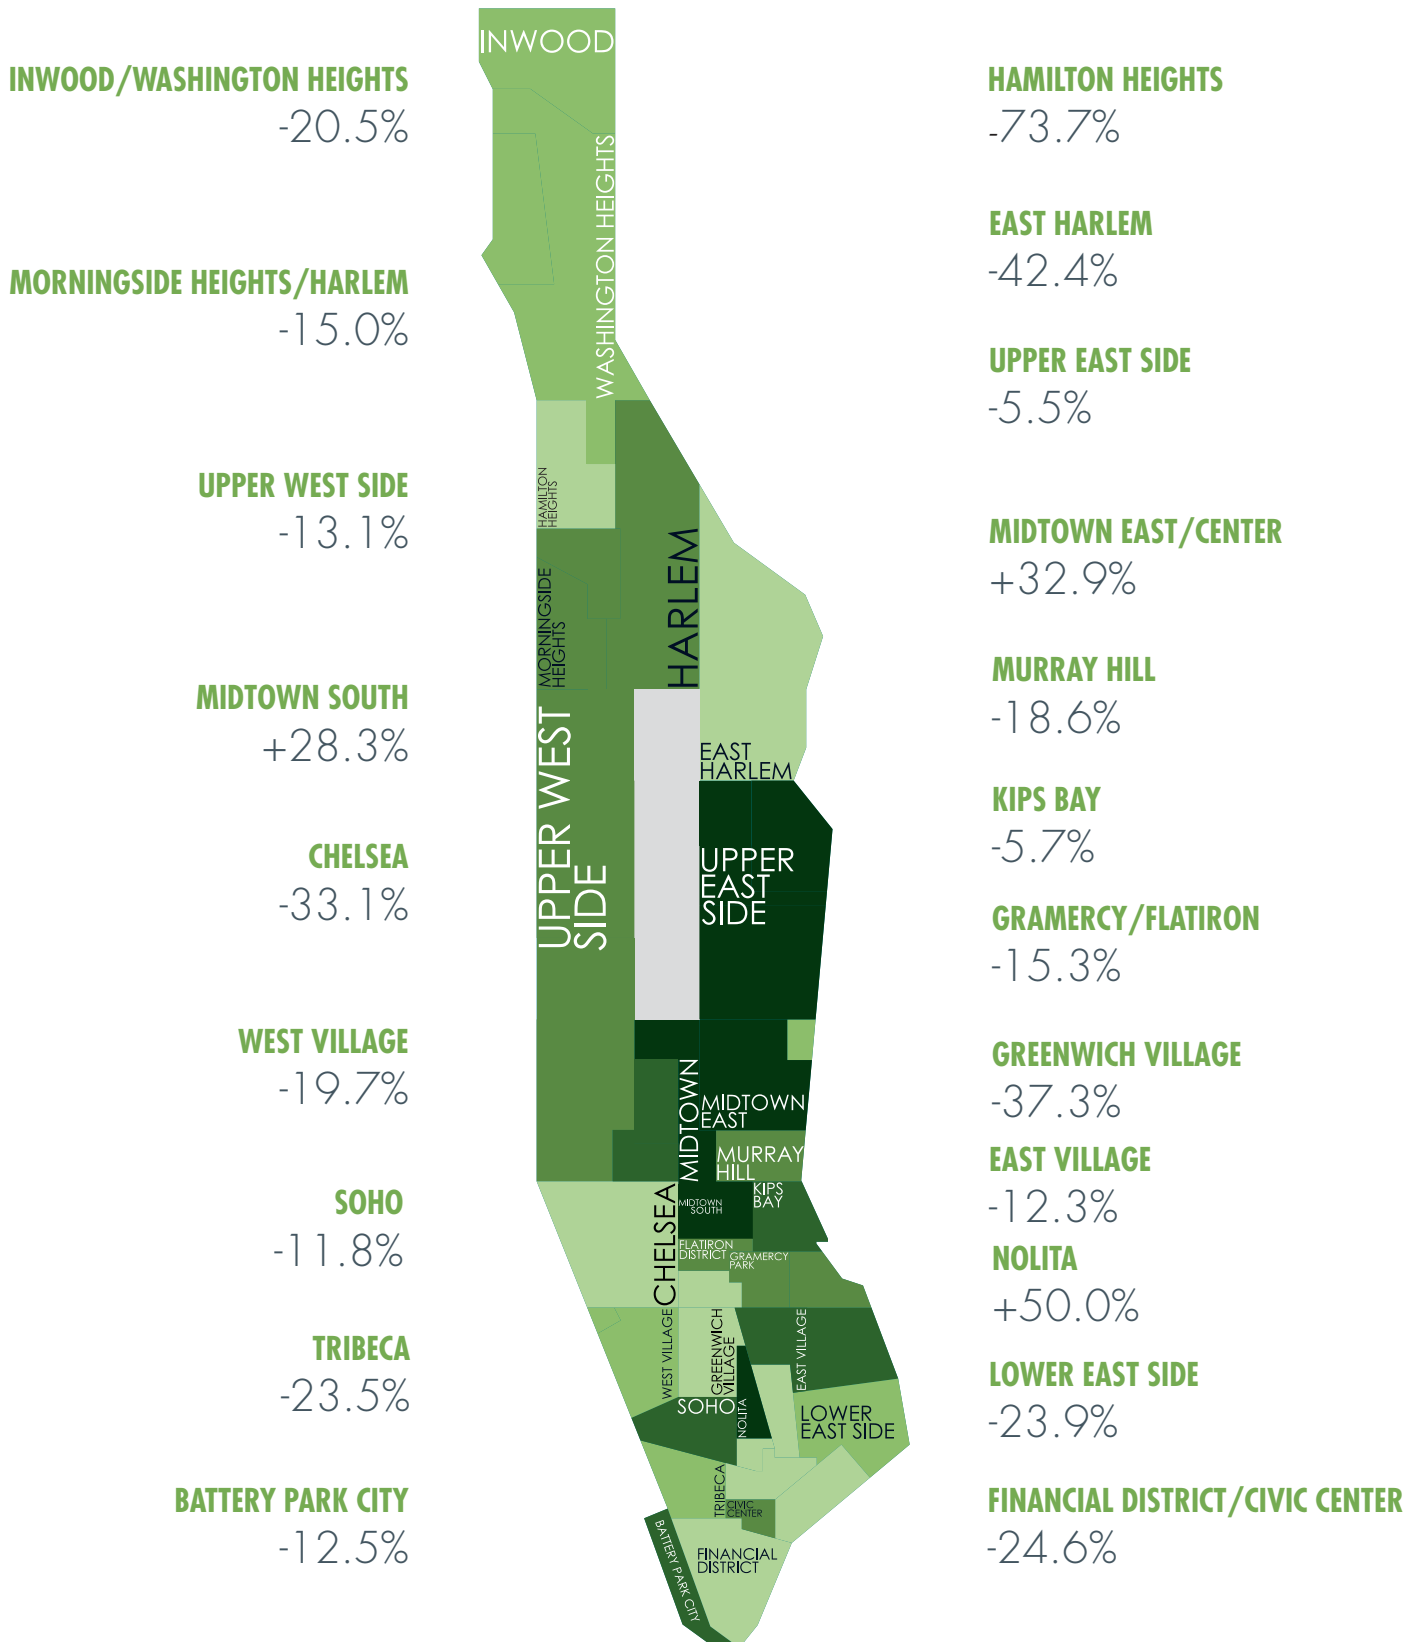 INWOOD/WASHINGTON HEIGHTS
-20.5%
MORNINGSIDE HEIGHTS/HARLEM
-15.0%
UPPER WEST SIDE
-13.1%
MIDTOWN SOUTH
+28.3%
CHELSEA
-33.1%
WEST VILLAGE
-19.7%
SOHO
-11.8%
TRIBECA
-23.5%
BATTERY PARK CITY
-12.5%
INWOOD
WASHINGTON HEIGHTS
HAMILTON
HEIGHTS
HARLEM
MORNINGSIDE
HEIGHTS
UPPER WEST
SIDE
EAST
HARLEM
UPPER
EAST
SIDE
MIDTOWN
MIDTOWN
EAST
MURRAY
HILL
KIPS
BAY
MIDTOWN
SOUTH
CHELSEA
FLATIRON
DISTRICT
GRAMERCY
PARK
WEST VILLAGE
GREENWICH
VILLAGE
EAST VILLAGE
SOHO
NOLITA
LOWER
EAST SIDE
TRIBECA
CIVIC
CENTER
BATTERY PARK CITY
FINANCIAL
DISTRICT
HAMILTON HEIGHTS
-73.7%
EAST HARLEM
-42.4%
UPPER EAST SIDE
-5.5%
MIDTOWN EAST/CENTER
+32.9%
MURRAY HILL
-18.6%
KIPS BAY
-5.7%
GRAMERCY/FLATIRON
-15.3%
GREENWICH VILLAGE
-37.3%
EAST VILLAGE
-12.3%
NOLITA
+50.0%
LOWER EAST SIDE
-23.9%
FINANCIAL DISTRICT/CIVIC CENTER
-24.6%